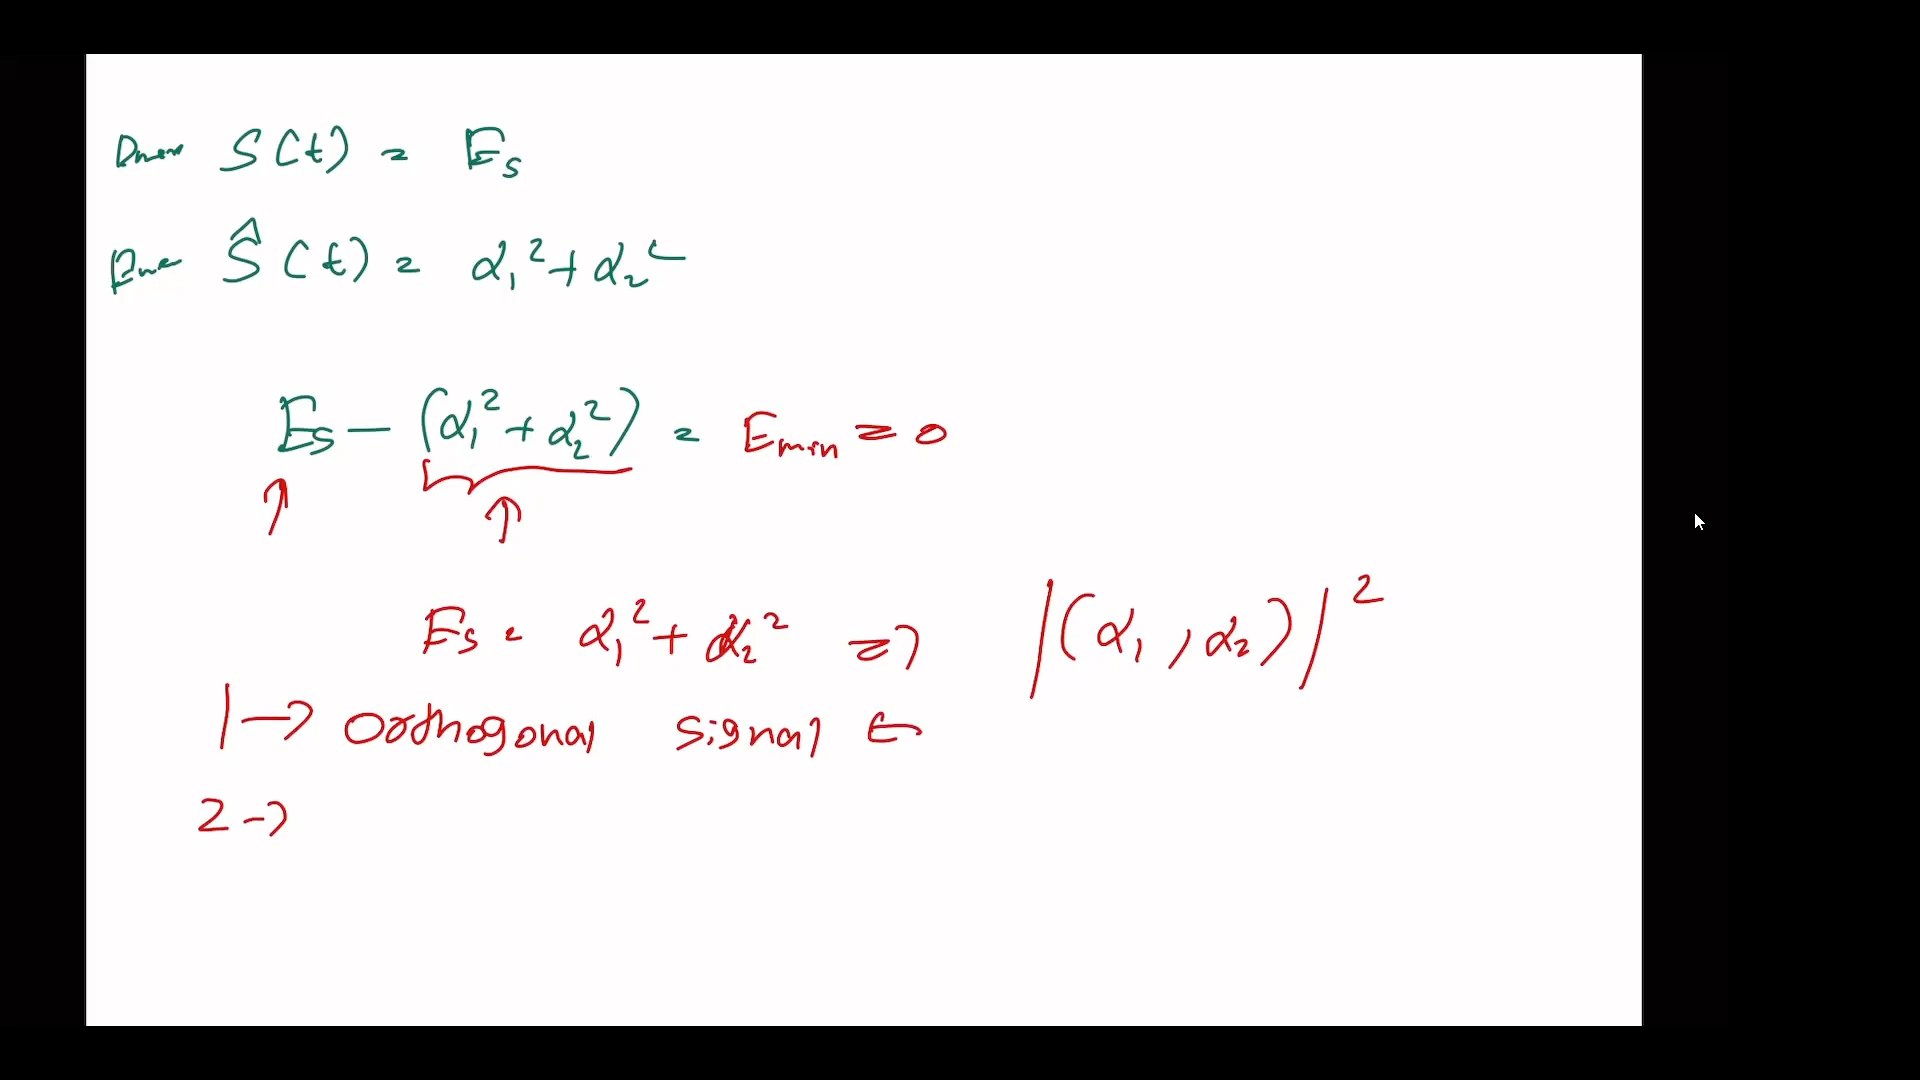 S(t) = Es
Ŝ(t) = α₁² + α₂²
Es − (α₁² + α₂²) = Emin = 0
Es = α₁² + α₂² => |(α₁, α₂)|²
1 → Orthogonal signal ←
2 →